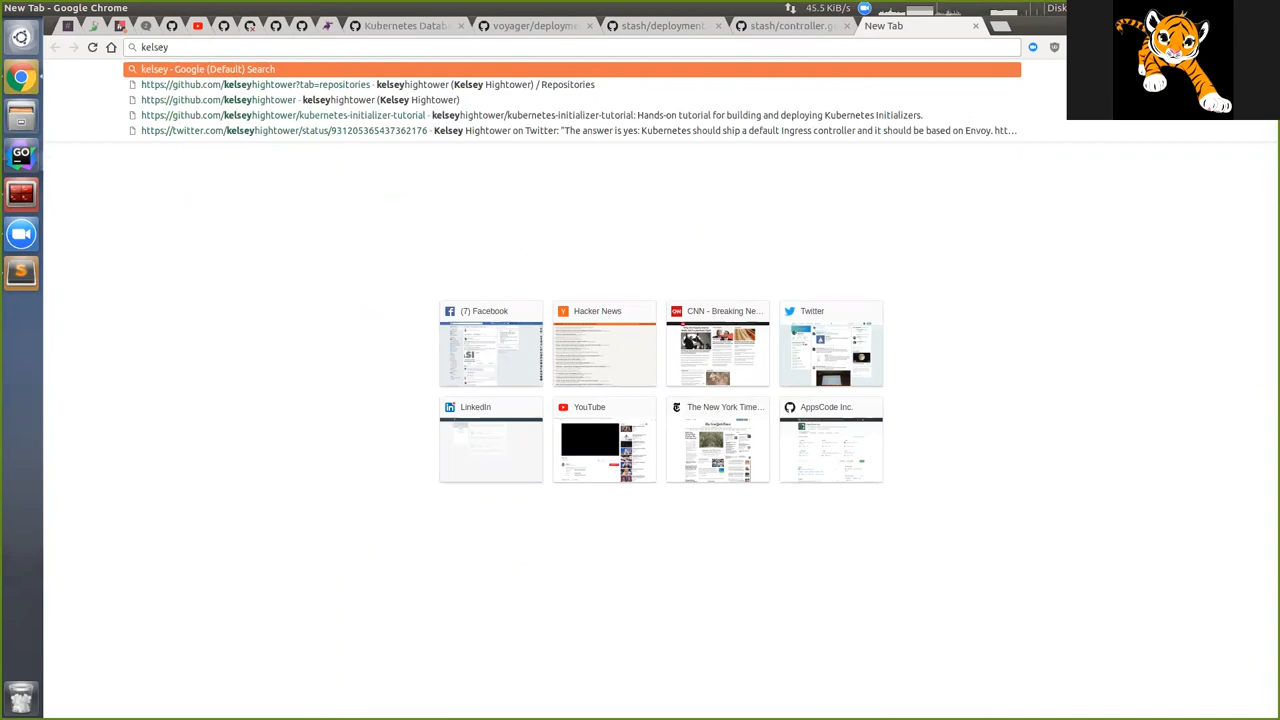 New Tab - Google Chrome
45.5 KiB/s
Disk
Kubernetes Datab
voyager/deployme
stash/deployment.
stash/controller.go
New Tab
kelsey
kelsey - Google (Default) Search
https://github.com/kelseyhightower?tab=repositories - kelseyhightower (Kelsey Hightower) / Repositories
https://github.com/kelseyhightower - kelseyhightower (Kelsey Hightower)
https://github.com/kelseyhightower/kubernetes-initializer-tutorial - kelseyhightower/kubernetes-initializer-tutorial: Hands-on tutorial for building and deploying Kubernetes Initializers.
https://twitter.com/kelseyhightower/status/931205365437362176 - Kelsey Hightower on Twitter: "The answer is yes: Kubernetes should ship a default Ingress controller and it should be based on Envoy. htt...
GO
(7) Facebook
Hacker News
CNN - Breaking Ne...
Twitter
LinkedIn
YouTube
The New York Time...
AppsCode Inc.